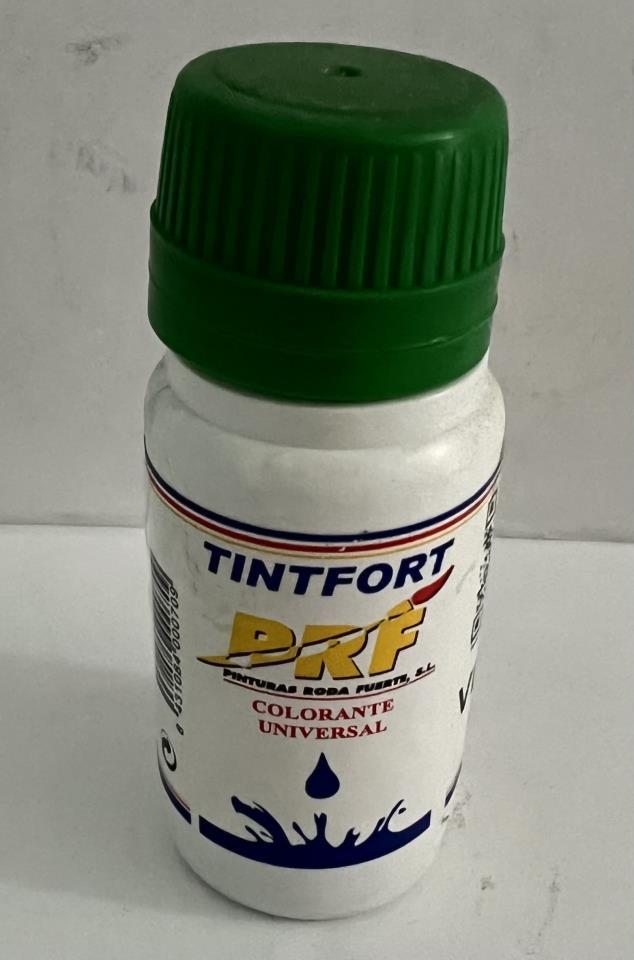 TINTFORT
PRF
PINTURAS RODA FUERTE, S.L.
COLORANTE
UNIVERSAL